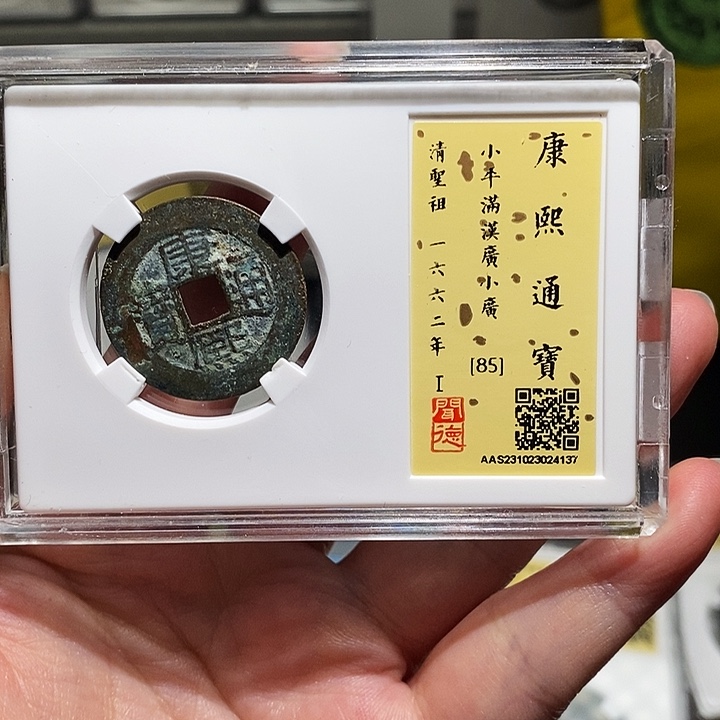 康熙通寶
小平滿漢廣小廣
[85]
清聖祖 一六六二年 I
聞德
AAS231023024137